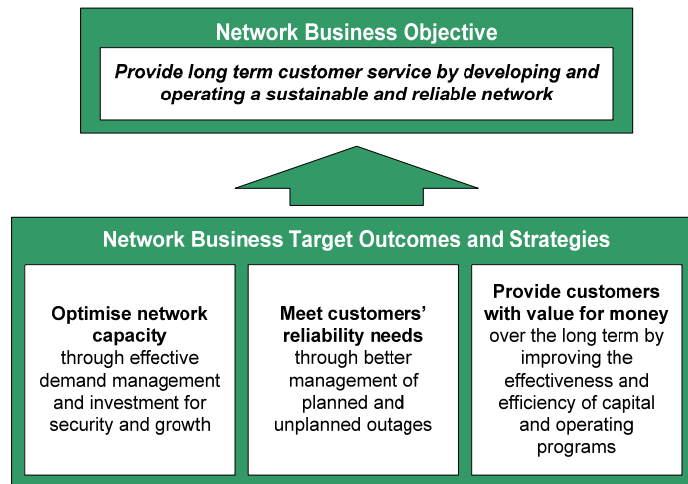 Network Business Objective
Provide long term customer service by developing and
operating a sustainable and reliable network
Network Business Target Outcomes and Strategies
Optimise network
capacity
through effective
demand management
and investment for
security and growth
Meet customers’
reliability needs
through better
management of
planned and
unplanned outages
Provide customers
with value for money
over the long term by
improving the
effectiveness and
efficiency of capital
and operating
programs